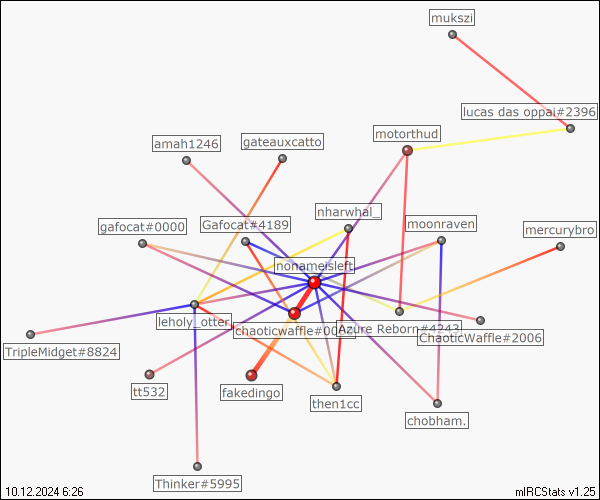 mukszi
lucas das oppai#2396
motorthud
amah1246
gateauxcatto
nharwhal_
gafocat#0000
Gafocat#4189
moonraven
mercurybro
nonameisleft
leholy_otter
chaoticwaffle#00
Azure Reborn#4243
ChaoticWaffle#2006
TripleMidget#8824
tt532
fakedingo
then1cc
chobham.
Thinker#5995
10.12.2024 6:26
mIRCStats v1.25